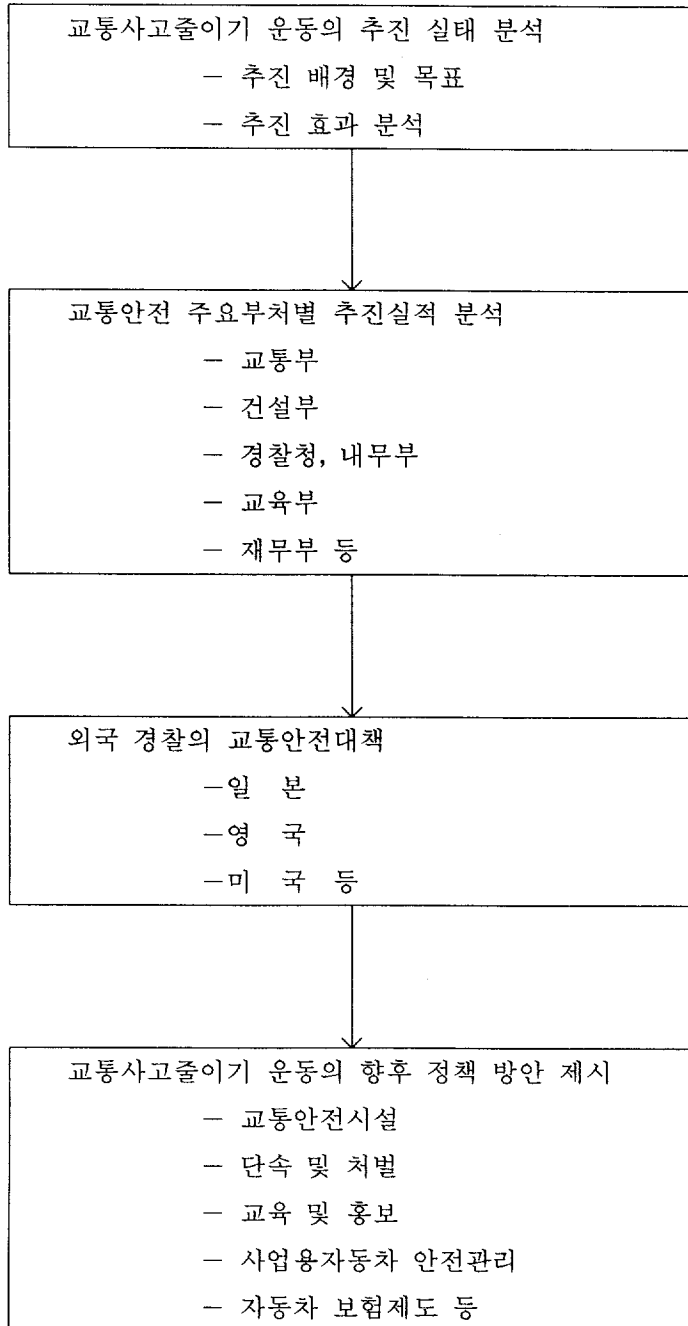 교통사고줄이기 운동의 추진 실태 분석
— 추진 배경 및 목표
— 추진 효과 분석
교통안전 주요부처별 추진실적 분석
— 교통부
— 건설부
— 경찰청, 내무부
— 교육부
— 재무부 등
외국 경찰의 교통안전대책
—일 본
—영 국
—미 국 등
교통사고줄이기 운동의 향후 정책 방안 제시
— 교통안전시설
— 단속 및 처벌
— 교육 및 홍보
— 사업용자동차 안전관리
— 자동차 보험제도 등